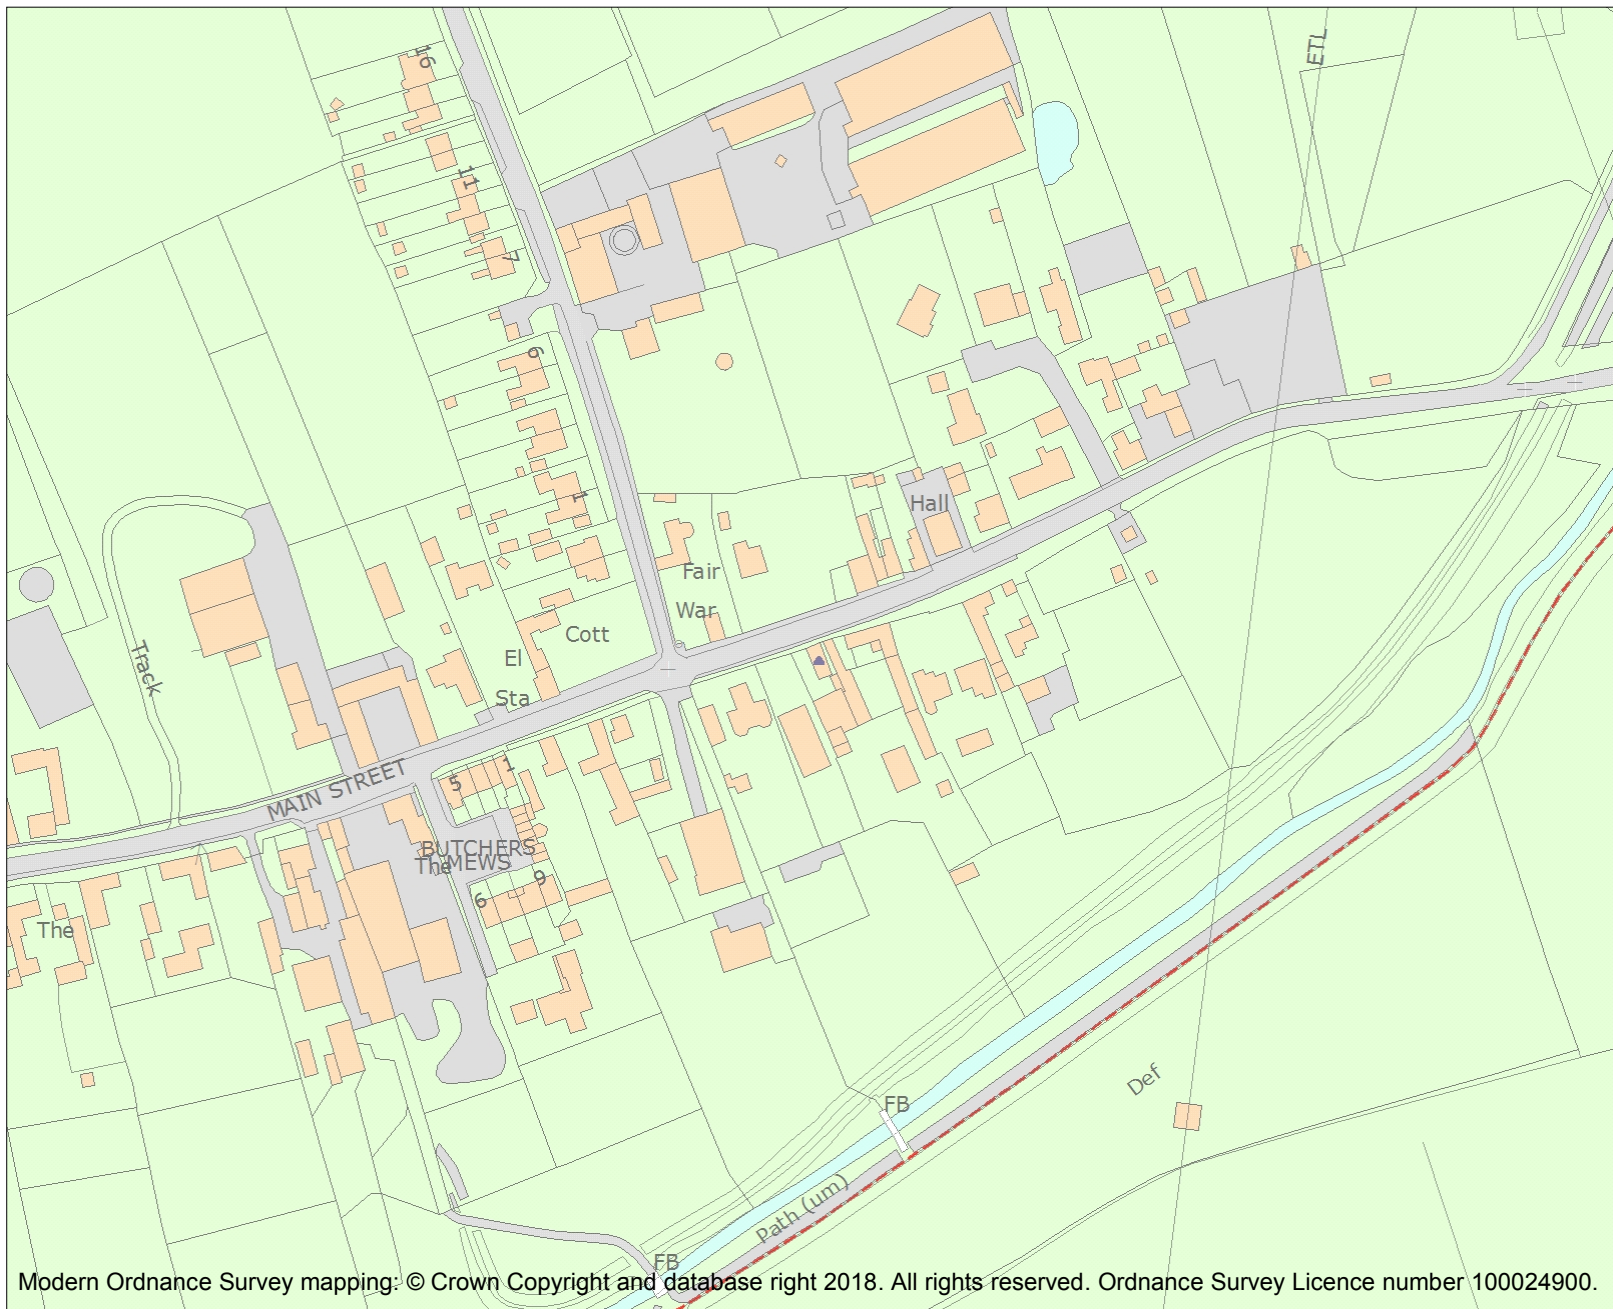 16
ETL
11
7
6
1
Hall
Fair
War
Cott
El
Sta
Track
MAIN STREET
1
5
BUTCHERS
The MEWS
9
6
The
Def
FB
Path (um)
FB
Modern Ordnance Survey mapping: © Crown Copyright and database right 2018. All rights reserved. Ordnance Survey Licence number 100024900.